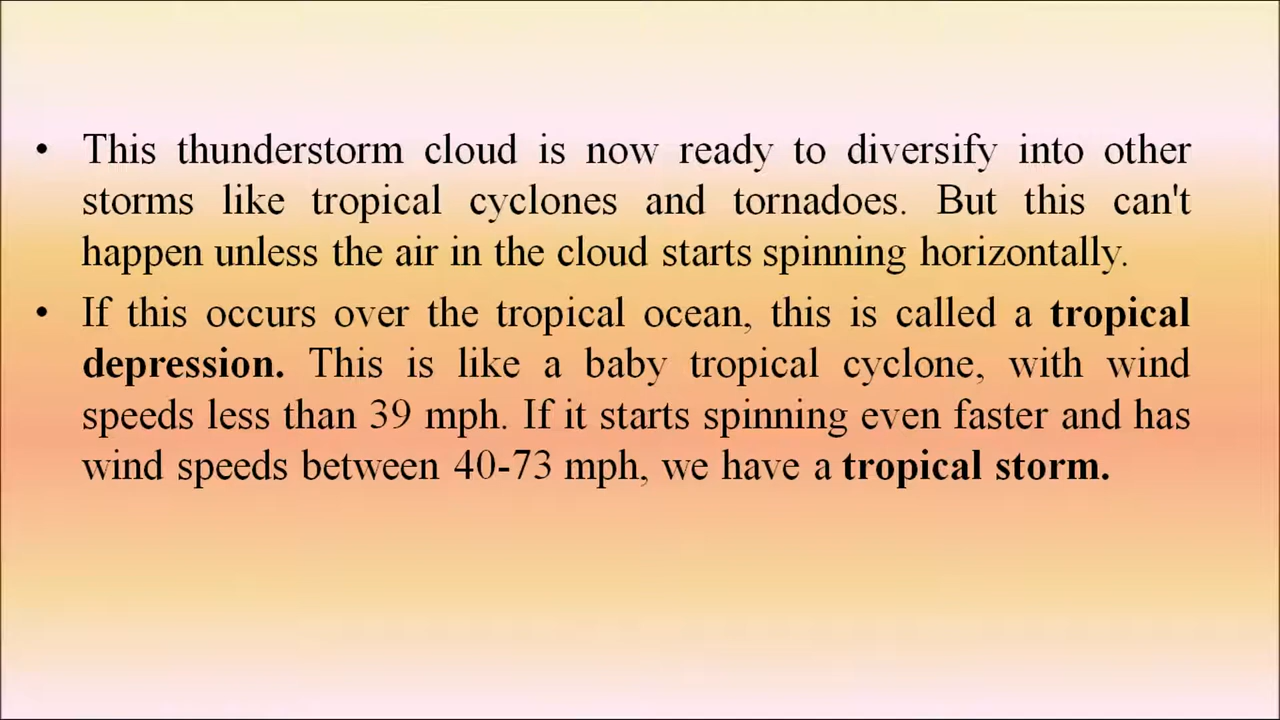 • This thunderstorm cloud is now ready to diversify into other
storms like tropical cyclones and tornadoes. But this can't
happen unless the air in the cloud starts spinning horizontally.
• If this occurs over the tropical ocean, this is called a tropical
depression. This is like a baby tropical cyclone, with wind
speeds less than 39 mph. If it starts spinning even faster and has
wind speeds between 40-73 mph, we have a tropical storm.